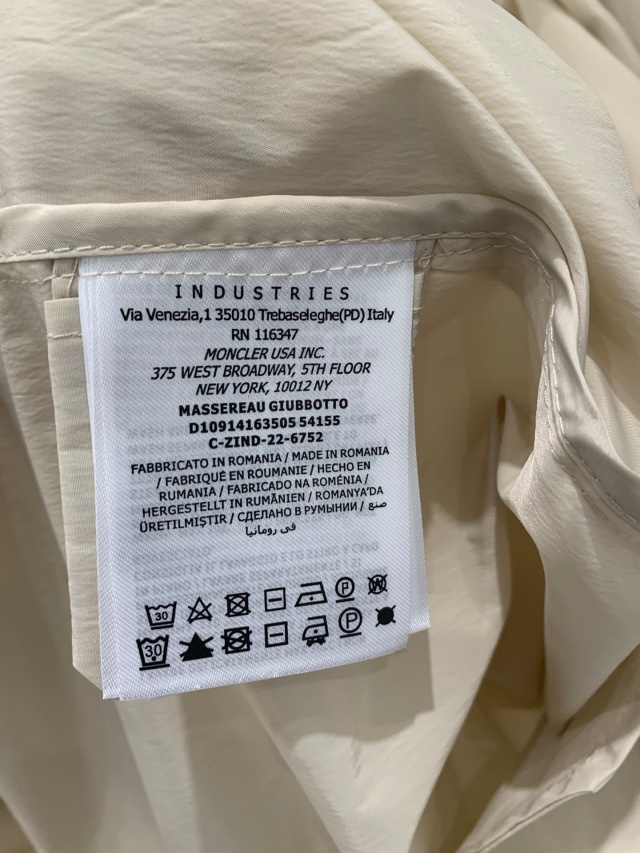 INDUSTRIES
Via Venezia,1 35010 Trebaseleghe(PD) Italy
RN 116347
MONCLER USA INC.
375 WEST BROADWAY, 5TH FLOOR
NEW YORK, 10012 NY
MASSEREAU GIUBBOTTO
D10914163505 54155
C-ZIND-22-6752
FABBRICATO IN ROMANIA / MADE IN ROMANIA
/ FABRIQUÉ EN ROUMANIE / HECHO EN
RUMANIA / FABRICADO NA ROMÉNIA /
HERGESTELLT IN RUMÄNIEN / ROMANYA'DA
ÜRETILMIŞTIR / СДЕЛАНО В РУМЫНИИ / صنع
في رومانيا
30 P W
30 P